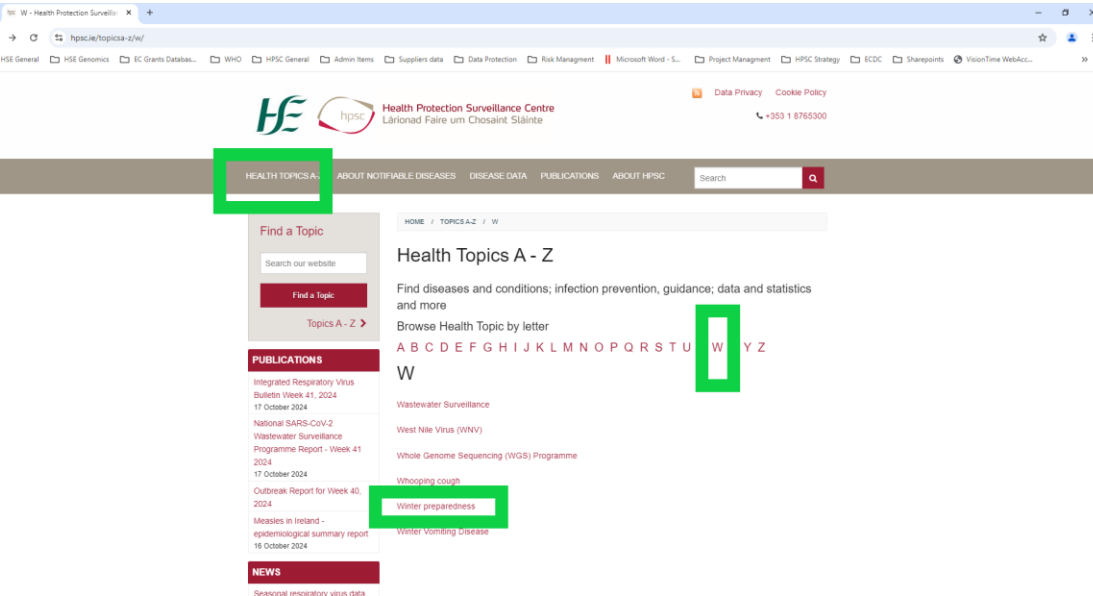 W - Health Protection Surveillan
hpsc.ie/topicsa-z/w/
HSE General HSE Genomics EC Grants Databas... WHO HPSC General Admin Items Suppliers data Data Protection Risk Managment Microsoft Word - S... Project Managment HPSC Strategy ECDC Sharepoints VisionTime WebAcc...
Data Privacy Cookie Policy
+353 1 8765300
hpsc
Health Protection Surveillance Centre
Lárionad Faire um Chosaint Sláinte
HEALTH TOPICS A- ABOUT NOTIFIABLE DISEASES DISEASE DATA PUBLICATIONS ABOUT HPSC Search
HOME / TOPICS A-Z / W
Find a Topic
Search our website
Find a Topic
Topics A - Z
Health Topics A - Z
Find diseases and conditions; infection prevention, guidance; data and statistics
and more
Browse Health Topic by letter
A B C D E F G H I J K L M N O P Q R S T U W Y Z
W
Wastewater Surveillance
West Nile Virus (WNV)
Whole Genome Sequencing (WGS) Programme
Whooping cough
Winter preparedness
Winter Vomiting Disease
PUBLICATIONS
Integrated Respiratory Virus
Bulletin Week 41, 2024
17 October 2024
National SARS-CoV-2
Wastewater Surveillance
Programme Report - Week 41
2024
17 October 2024
Outbreak Report for Week 40,
2024
Measles in Ireland -
epidemiological summary report
16 October 2024
NEWS
Seasonal respiratory virus data